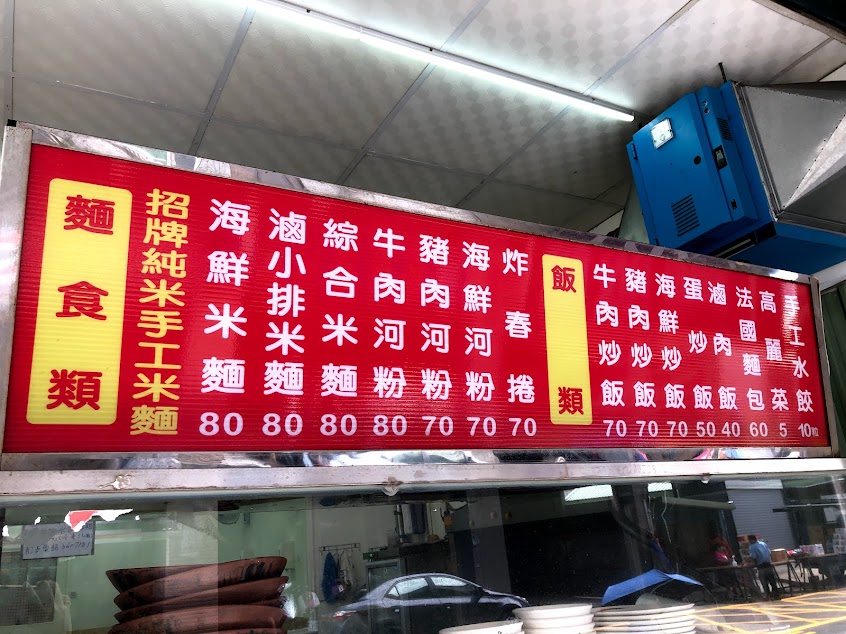 麵食類
招牌純米手工米麵
海鮮米麵 80
滷小排米麵 80
綜合米麵 80
牛肉河粉 80
豬肉河粉 70
海鮮河粉 70
炸春捲 70
飯類
牛肉炒飯 70
豬肉炒飯 70
海鮮炒飯 70
蛋炒飯 50
滷肉飯 40
法國麵包 60
高麗菜 5
手工水餃 10粒